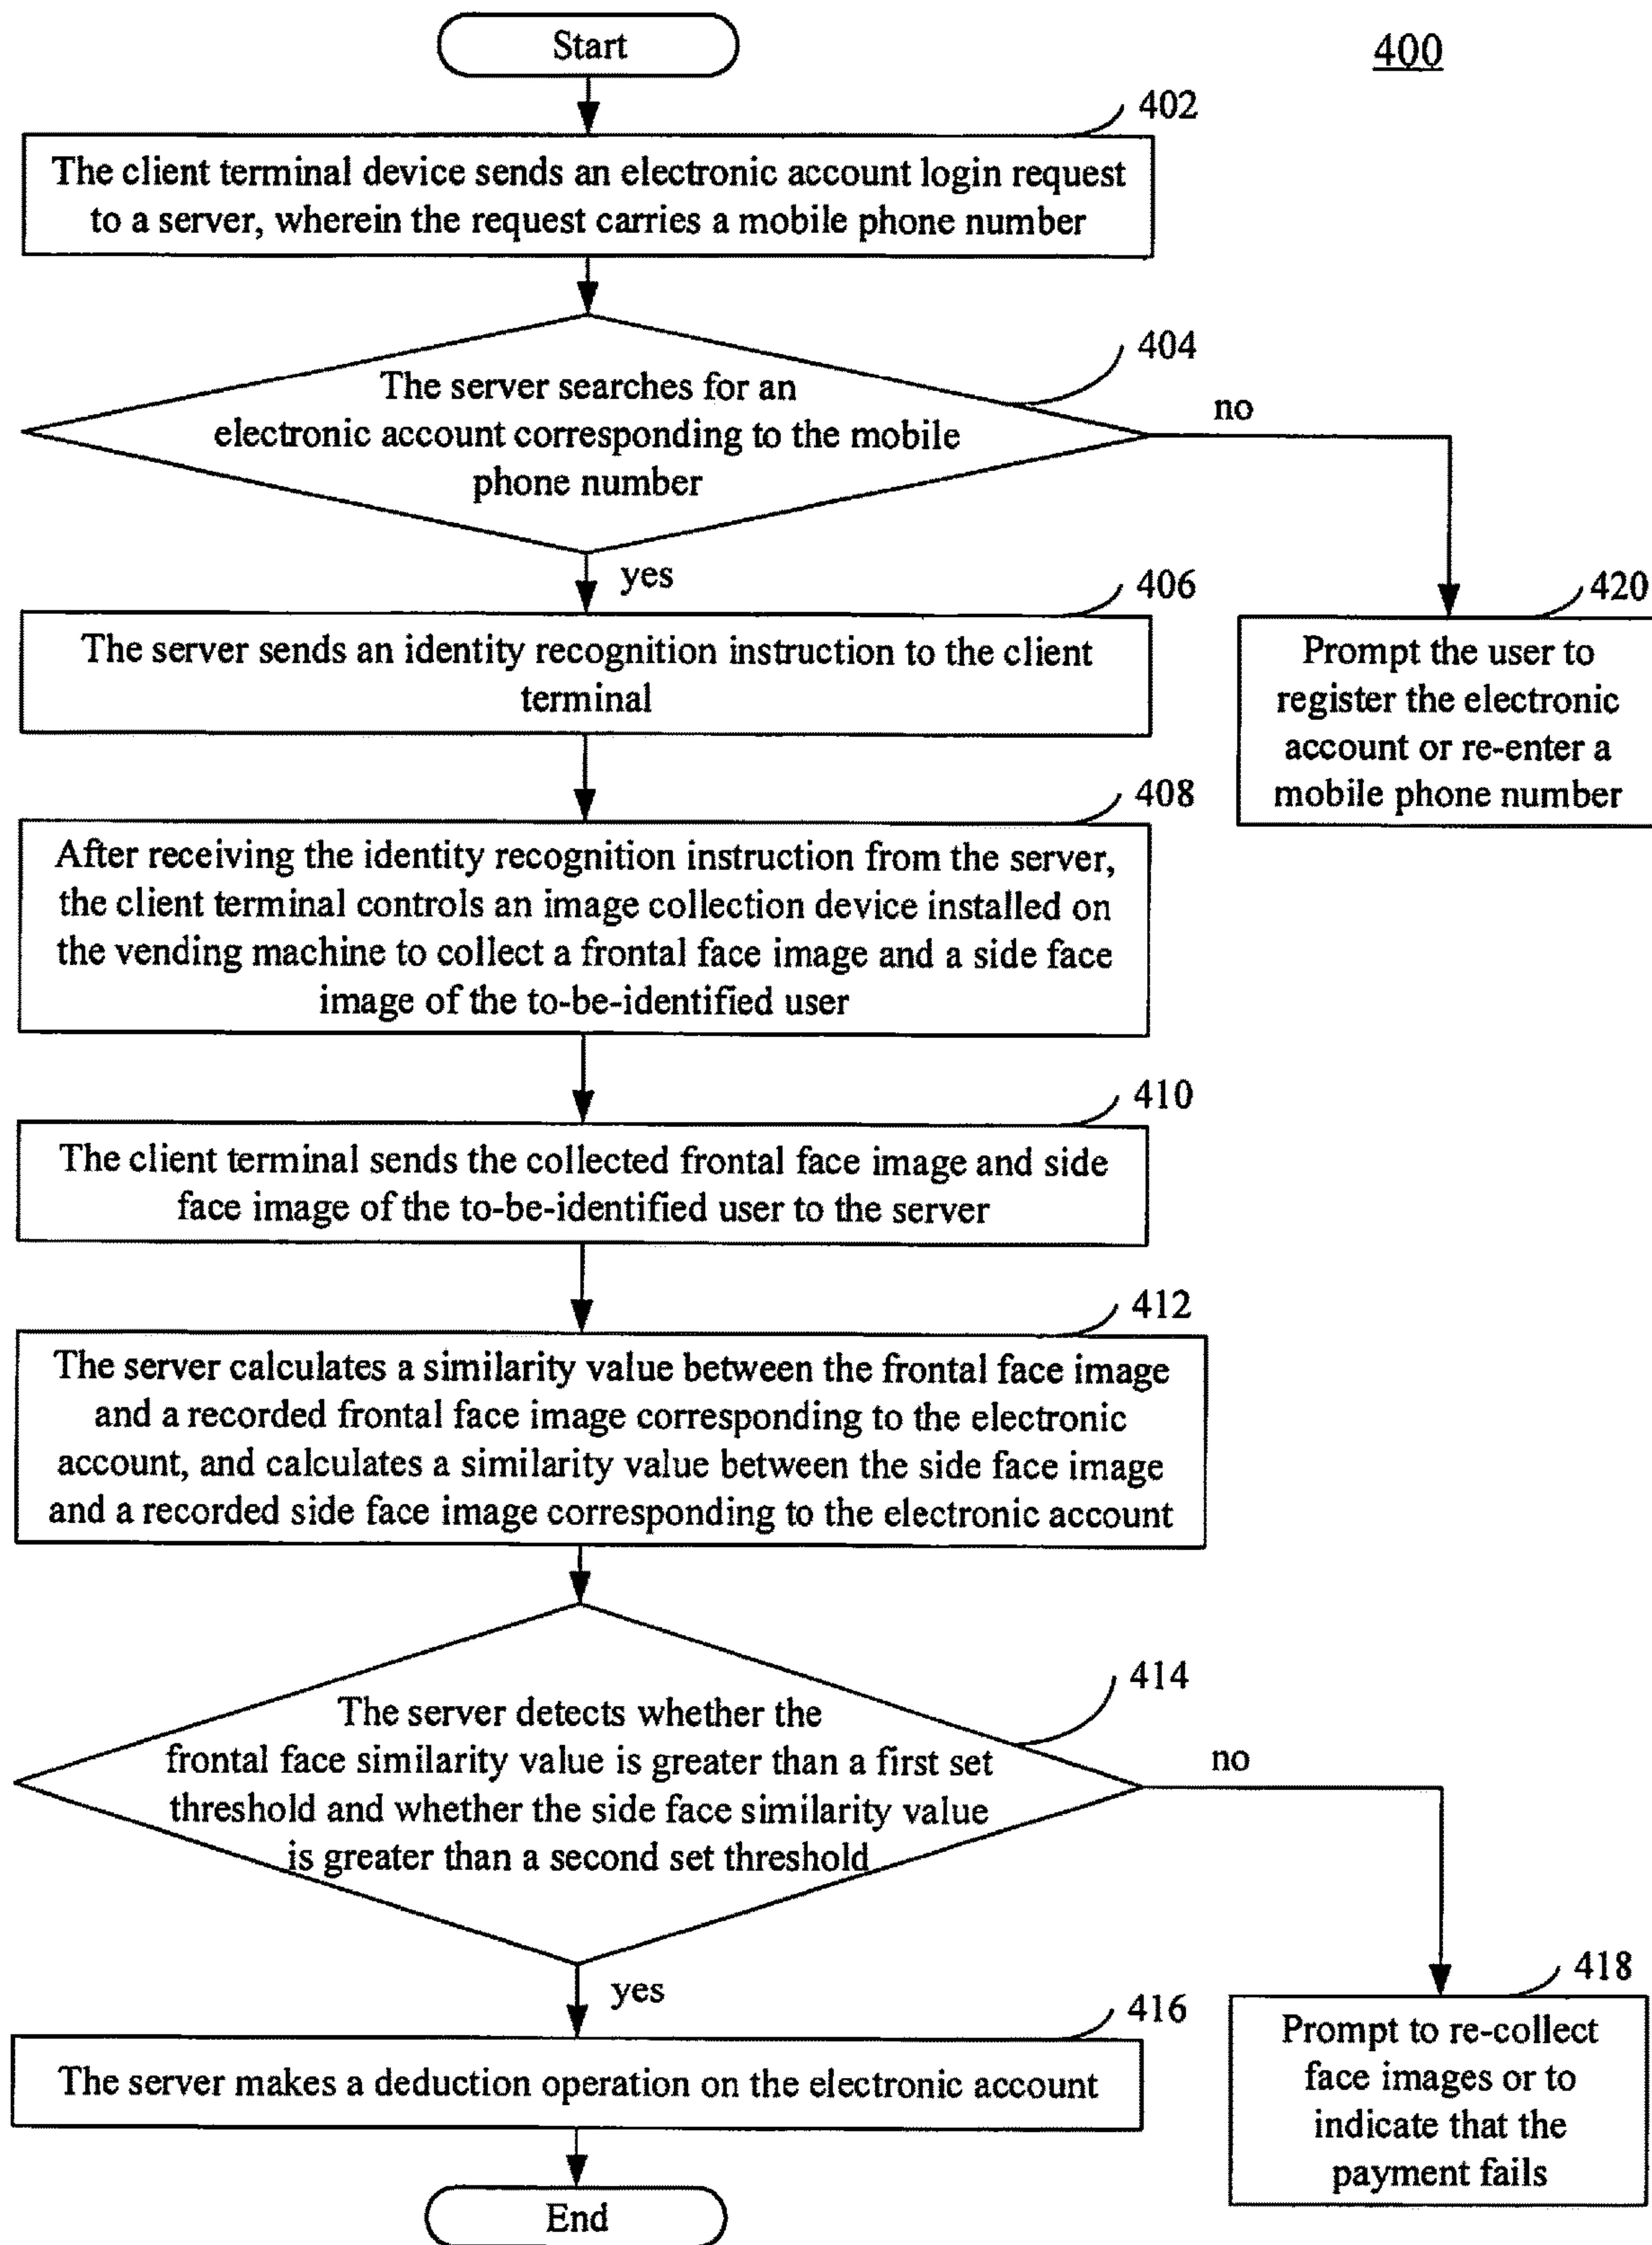 Start
400
402
The client terminal device sends an electronic account login request
to a server, wherein the request carries a mobile phone number
404
The server searches for an
electronic account corresponding to the mobile
phone number
no
yes
406
The server sends an identity recognition instruction to the client
terminal
420
Prompt the user to
register the electronic
account or re-enter a
mobile phone number
408
After receiving the identity recognition instruction from the server,
the client terminal controls an image collection device installed on
the vending machine to collect a frontal face image and a side face
image of the to-be-identified user
410
The client terminal sends the collected frontal face image and side
face image of the to-be-identified user to the server
412
The server calculates a similarity value between the frontal face image
and a recorded frontal face image corresponding to the electronic
account, and calculates a similarity value between the side face image
and a recorded side face image corresponding to the electronic account
414
The server detects whether the
frontal face similarity value is greater than a first set
threshold and whether the side face similarity value
is greater than a second set threshold
no
yes
416
The server makes a deduction operation on the electronic account
418
Prompt to re-collect
face images or to
indicate that the
payment fails
End